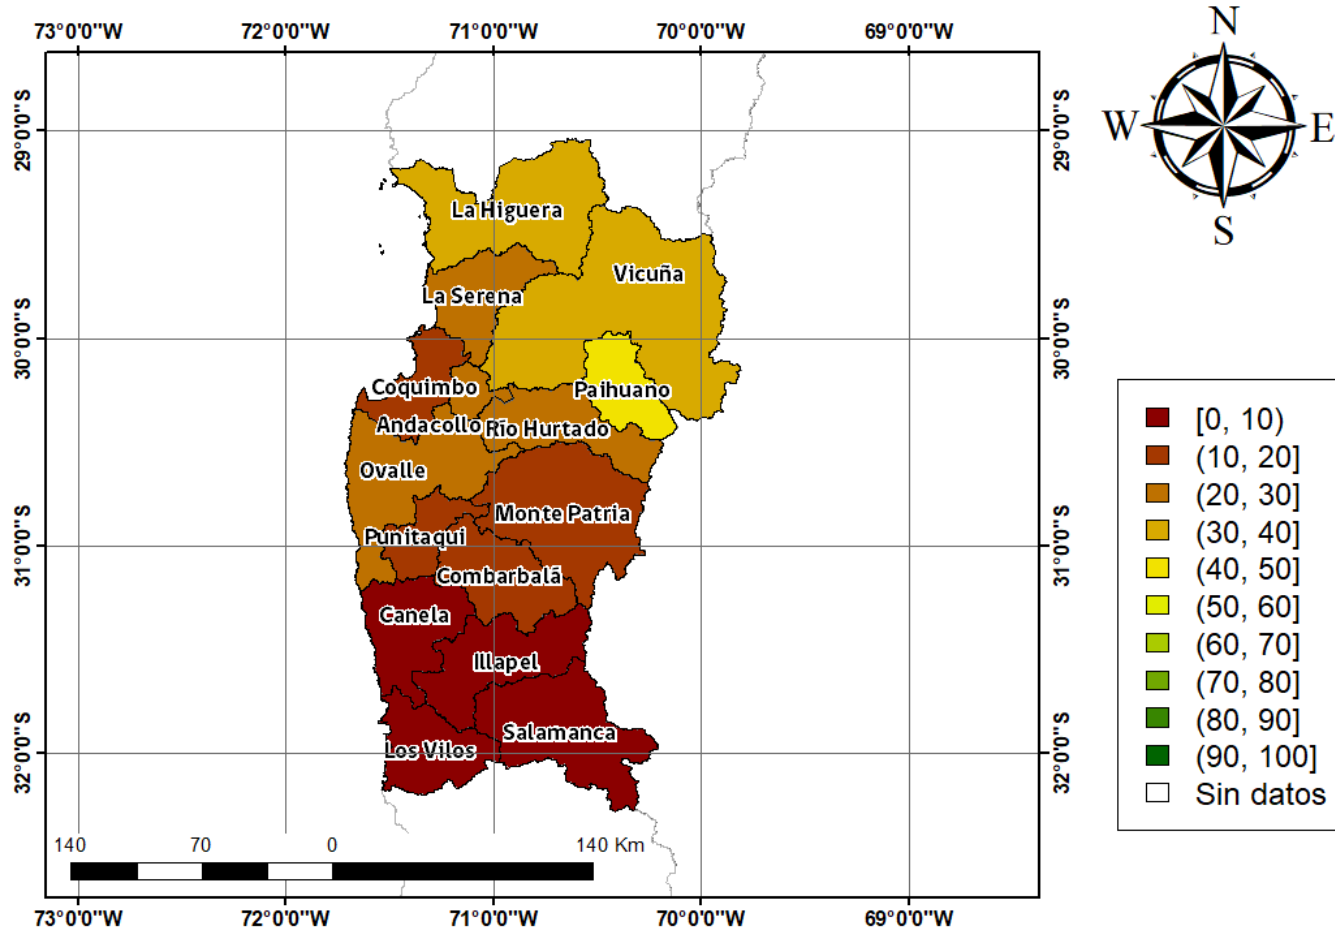 73°0'0"W 72°0'0"W 71°0'0"W 70°0'0"W 69°0'0"W
N
W E
S
29°0'0"S 29°0'0"S
La Higuera
Vicuña
La Serena
30°0'0"S 30°0'0"S
Coquimbo
Paihuano
Andacollo
Río Hurtado
Ovalle
Monte Patria
Punitaqui
31°0'0"S 31°0'0"S
Combarbalá
Canela
Illapel
Salamanca
Los Vilos
32°0'0"S 32°0'0"S
[0, 10)
(10, 20]
(20, 30]
(30, 40]
(40, 50]
(50, 60]
(60, 70]
(70, 80]
(80, 90]
(90, 100]
Sin datos
140 70 0 140 Km
73°0'0"W 72°0'0"W 71°0'0"W 70°0'0"W 69°0'0"W